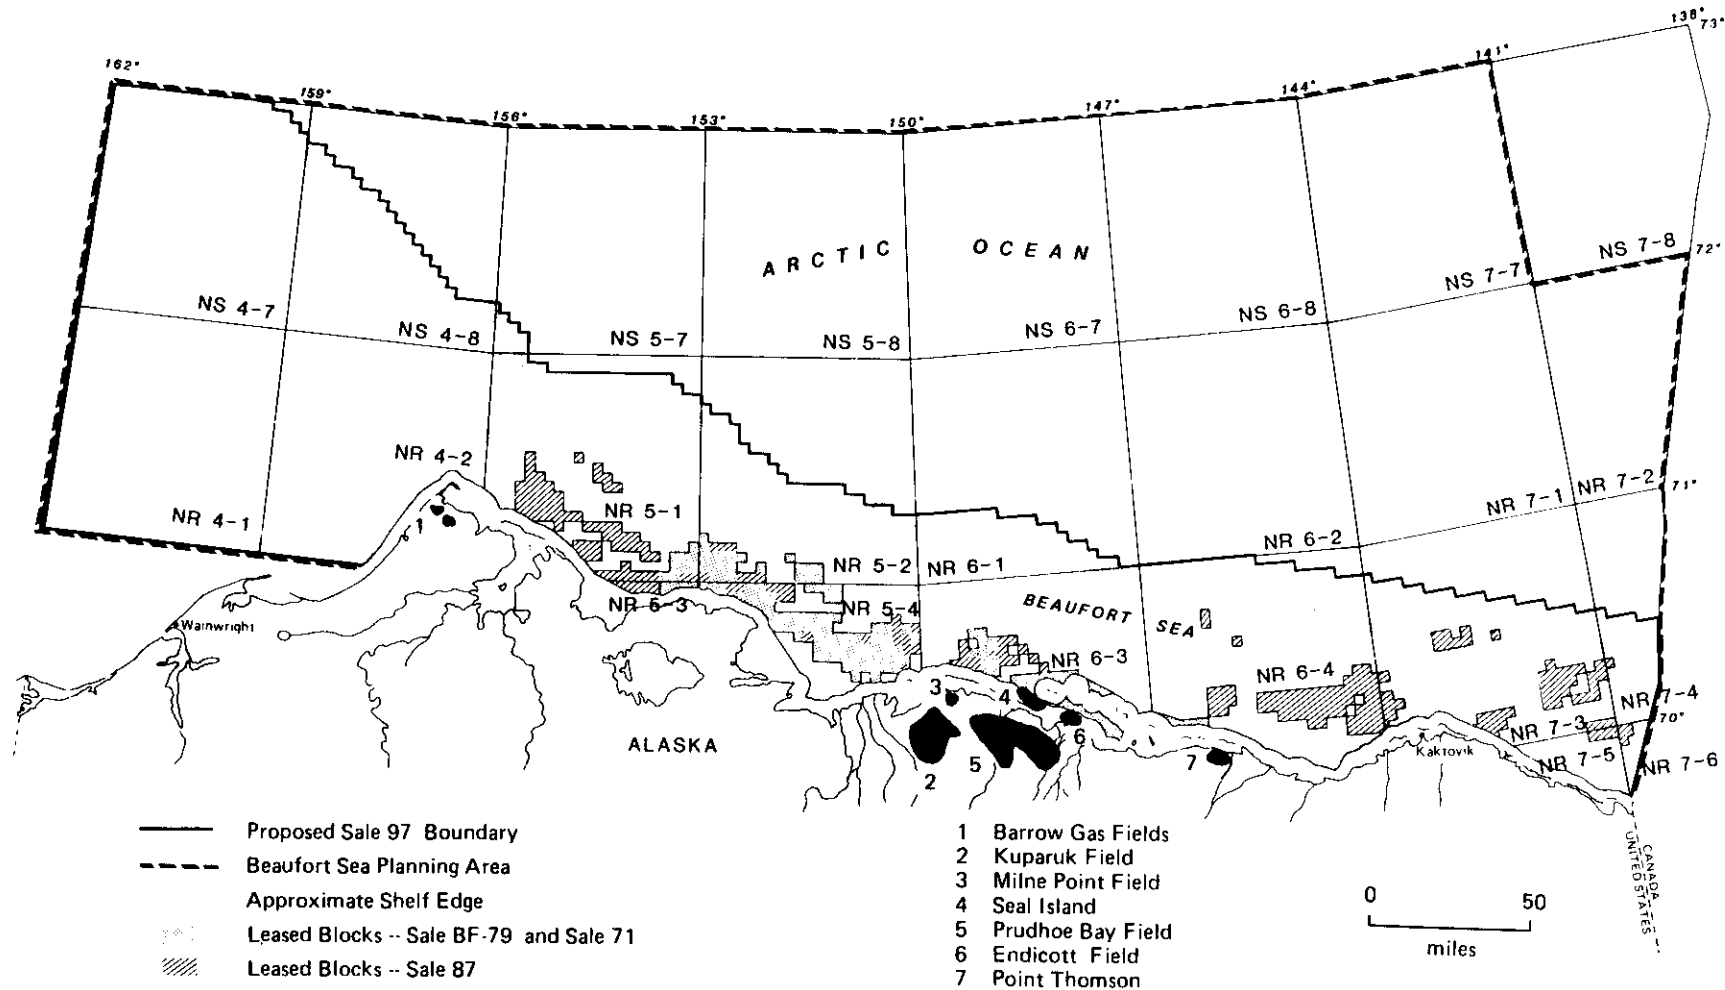 138°
73°
162°
159°
156°
153°
150°
147°
144°
141°
ARCTIC OCEAN
NS 7-8
72°
NS 7-7
NS 4-7
NS 4-8
NS 5-7
NS 5-8
NS 6-7
NS 6-8
NR 4-2
NR 4-1
1
NR 5-1
NR 5-2
NR 6-1
NR 6-2
NR 7-1
NR 7-2
71°
NR 6-3
NR 5-4
BEAUFORT SEA
Wainwright
NR 6-3
NR 6-4
NR 7-4
70°
NR 7-3
3
4
ALASKA
2
5
6
7
Kaktovik
NR 7-5
NR 7-6
CANADA
UNITED STATES
Proposed Sale 97 Boundary
Beaufort Sea Planning Area
Approximate Shelf Edge
Leased Blocks -- Sale BF-79 and Sale 71
Leased Blocks -- Sale 87
1 Barrow Gas Fields
2 Kuparuk Field
3 Milne Point Field
4 Seal Island
5 Prudhoe Bay Field
6 Endicott Field
7 Point Thomson
0 50
miles